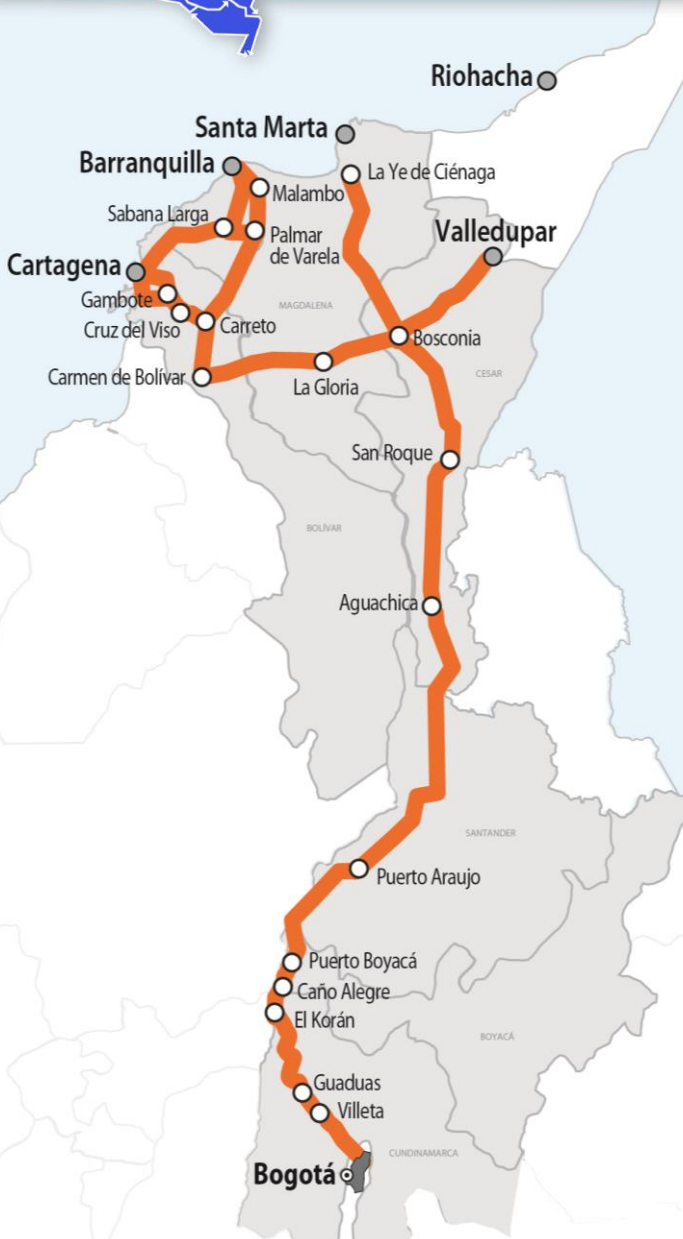 Riohacha
Santa Marta
Barranquilla
La Ye de Ciénaga
Malambo
Sabana Larga
Palmar
de Varela
Valledupar
Cartagena
Gambote
MAGDALENA
Cruz del Viso
Carreto
Bosconia
Carmen de Bolívar
La Gloria
CESAR
San Roque
BOLÍVAR
Aguachica
SANTANDER
Puerto Araujo
Puerto Boyacá
Caño Alegre
El Korán
BOYACÁ
Guaduas
Villeta
CUNDINAMARCA
Bogotá